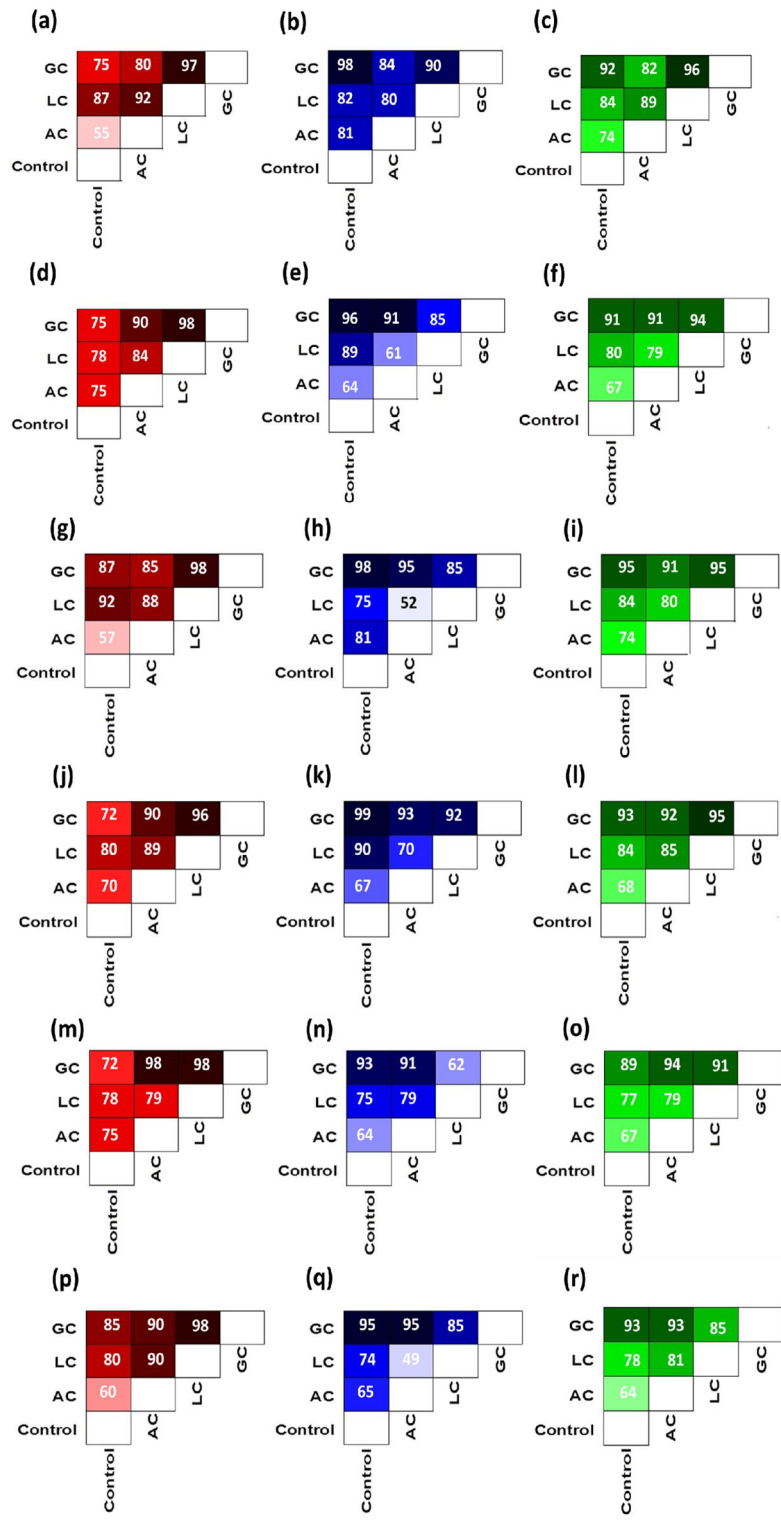 (a) (b) (c)
GC 75 80 97 GC 98 84 90 GC 92 82 96
LC 87 92 GC LC 82 80 GC LC 84 89 GC
AC 55 LC AC 81 LC AC 74 LC
Control AC Control AC Control AC
Control Control Control
(d) (e) (f)
GC 75 90 98 GC 96 91 85 GC 91 91 94
LC 78 84 GC LC 89 61 GC LC 80 79 GC
AC 75 LC AC 64 LC AC 67 LC
Control AC Control AC Control AC
Control Control Control
(g) (h) (i)
GC 87 85 98 GC 98 95 85 GC 95 91 95
LC 92 88 GC LC 75 52 GC LC 84 80 GC
AC 57 LC AC 81 LC AC 74 LC
Control AC Control AC Control AC
Control Control Control
(j) (k) (l)
GC 72 90 96 GC 99 93 92 GC 93 92 95
LC 80 89 GC LC 90 70 GC LC 84 85 GC
AC 70 LC AC 67 LC AC 68 LC
Control AC Control AC Control AC
Control Control Control
(m) (n) (o)
GC 72 98 98 GC 93 91 62 GC 89 94 91
LC 78 79 GC LC 75 79 GC LC 77 79 GC
AC 75 LC AC 64 LC AC 67 LC
Control AC Control AC Control AC
Control Control Control
(p) (q) (r)
GC 85 90 98 GC 95 95 85 GC 93 93 85
LC 80 90 GC LC 74 49 GC LC 78 81 GC
AC 60 LC AC 65 LC AC 64 LC
Control AC Control AC Control AC
Control Control Control